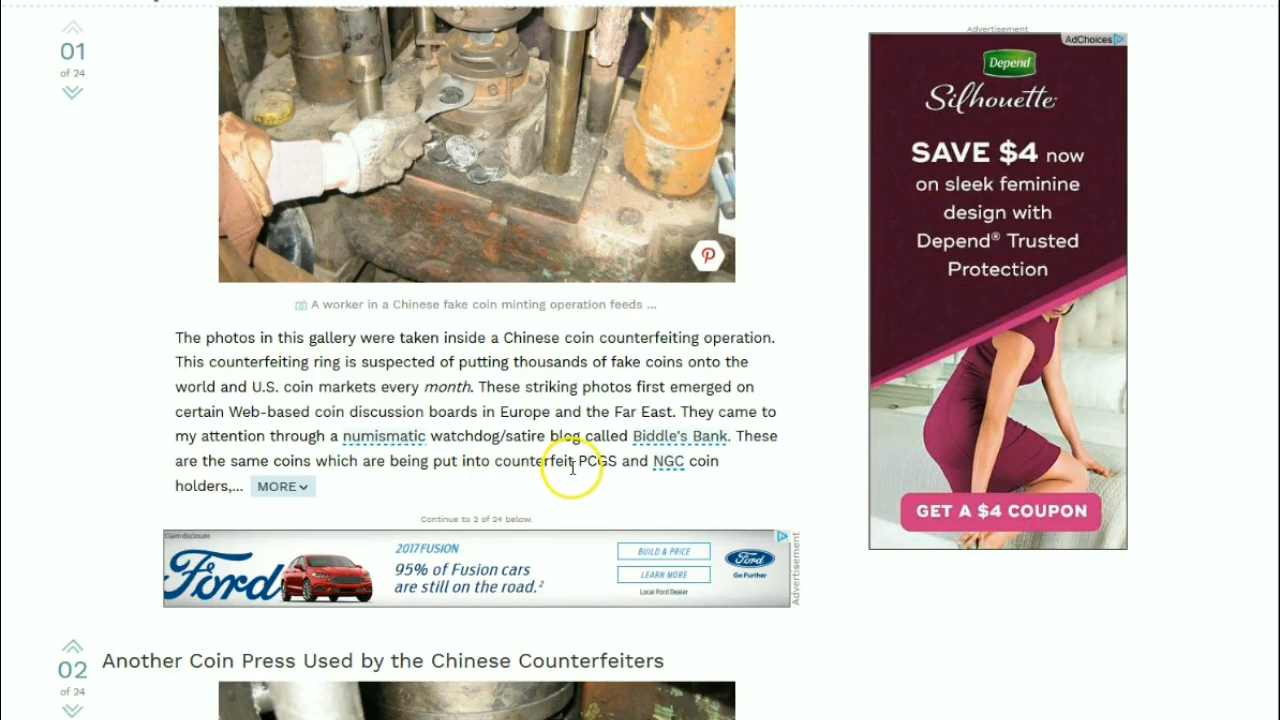 01
of 24
A worker in a Chinese fake coin minting operation feeds ...
The photos in this gallery were taken inside a Chinese coin counterfeiting operation.
This counterfeiting ring is suspected of putting thousands of fake coins onto the
world and U.S. coin markets every month. These striking photos first emerged on
certain Web-based coin discussion boards in Europe and the Far East. They came to
my attention through a numismatic watchdog/satire blog called Biddle's Bank. These
are the same coins which are being put into counterfeit PCGS and NGC coin
holders,... MORE
Continue to 2 of 24 below.
Claim disclosure
Ford
2017 FUSION
95% of Fusion cars
are still on the road.²
BUILD & PRICE
LEARN MORE
Local Ford Dealer
Ford
Go Further
Advertisement
02
of 24
Another Coin Press Used by the Chinese Counterfeiters
Advertisement
AdChoices
Depend
Silhouette
SAVE $4 now
on sleek feminine
design with
Depend® Trusted
Protection
GET A $4 COUPON